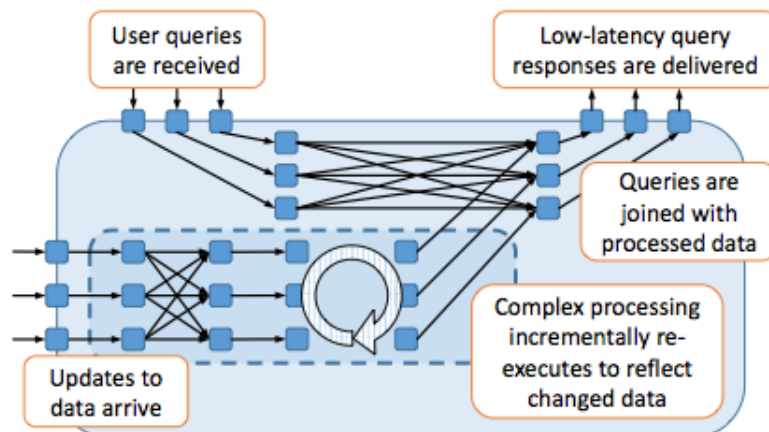 User queries
are received
Low-latency query
responses are delivered
Queries are
joined with
processed data
Complex processing
incrementally re-
executes to reflect
changed data
Updates to
data arrive